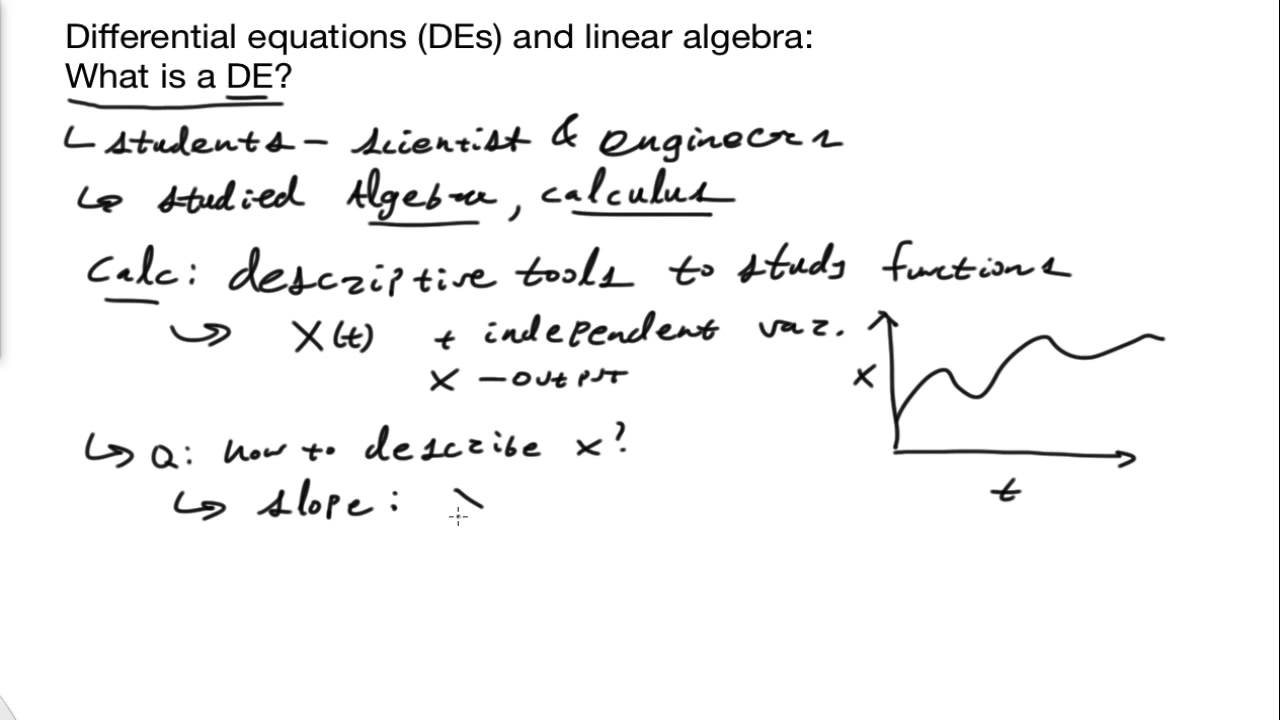 Differential equations (DEs) and linear algebra:
What is a DE?
↳ students – scientist & engineers
↳ studied Algebra, calculus
Calc: descriptive tools to study functions
↪ X(t) t independent var.
X – output
x
↪ Q: how to describe x?
↪ slope:
t